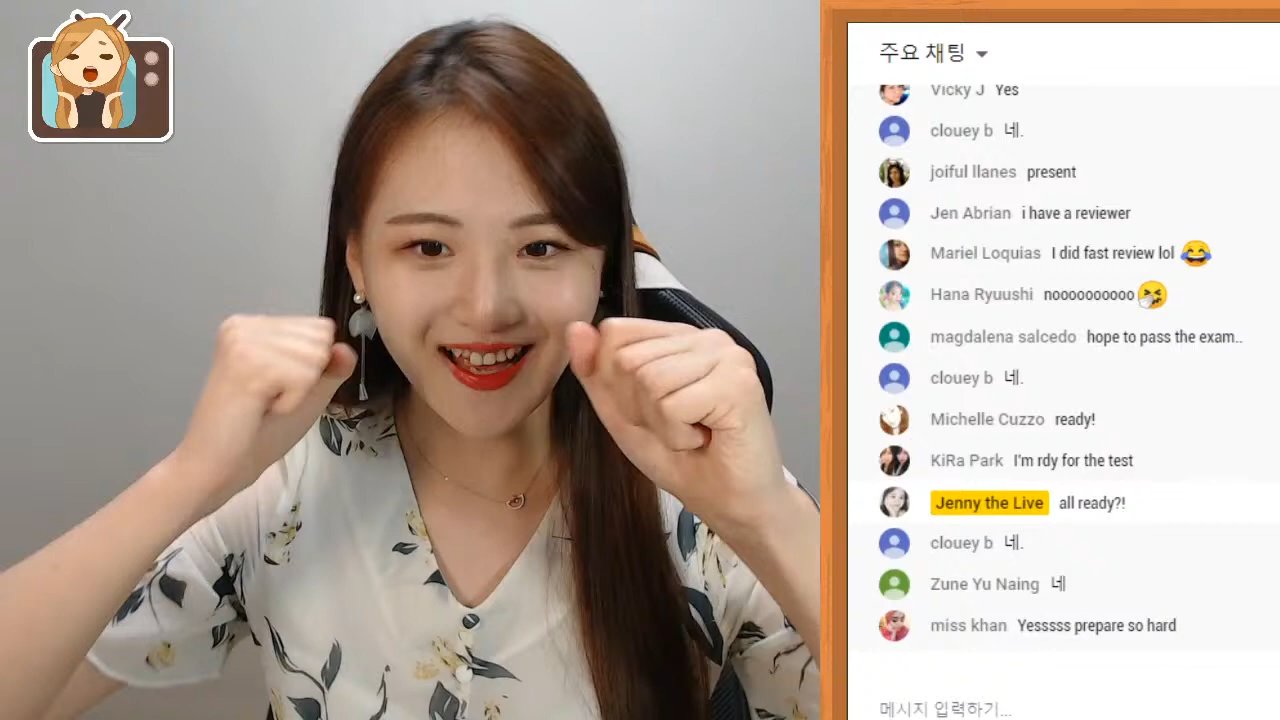 주요 채팅
Vicky J Yes
clouey b 네.
joiful llanes present
Jen Abrian i have a reviewer
Mariel Loquias I did fast review lol 😂
Hana Ryuushi noooooooooo 🤧
magdalena salcedo hope to pass the exam..
clouey b 네.
Michelle Cuzzo ready!
KiRa Park I'm rdy for the test
Jenny the Live all ready?!
clouey b 네.
Zune Yu Naing 네
miss khan Yesssss prepare so hard
메시지 입력하기...